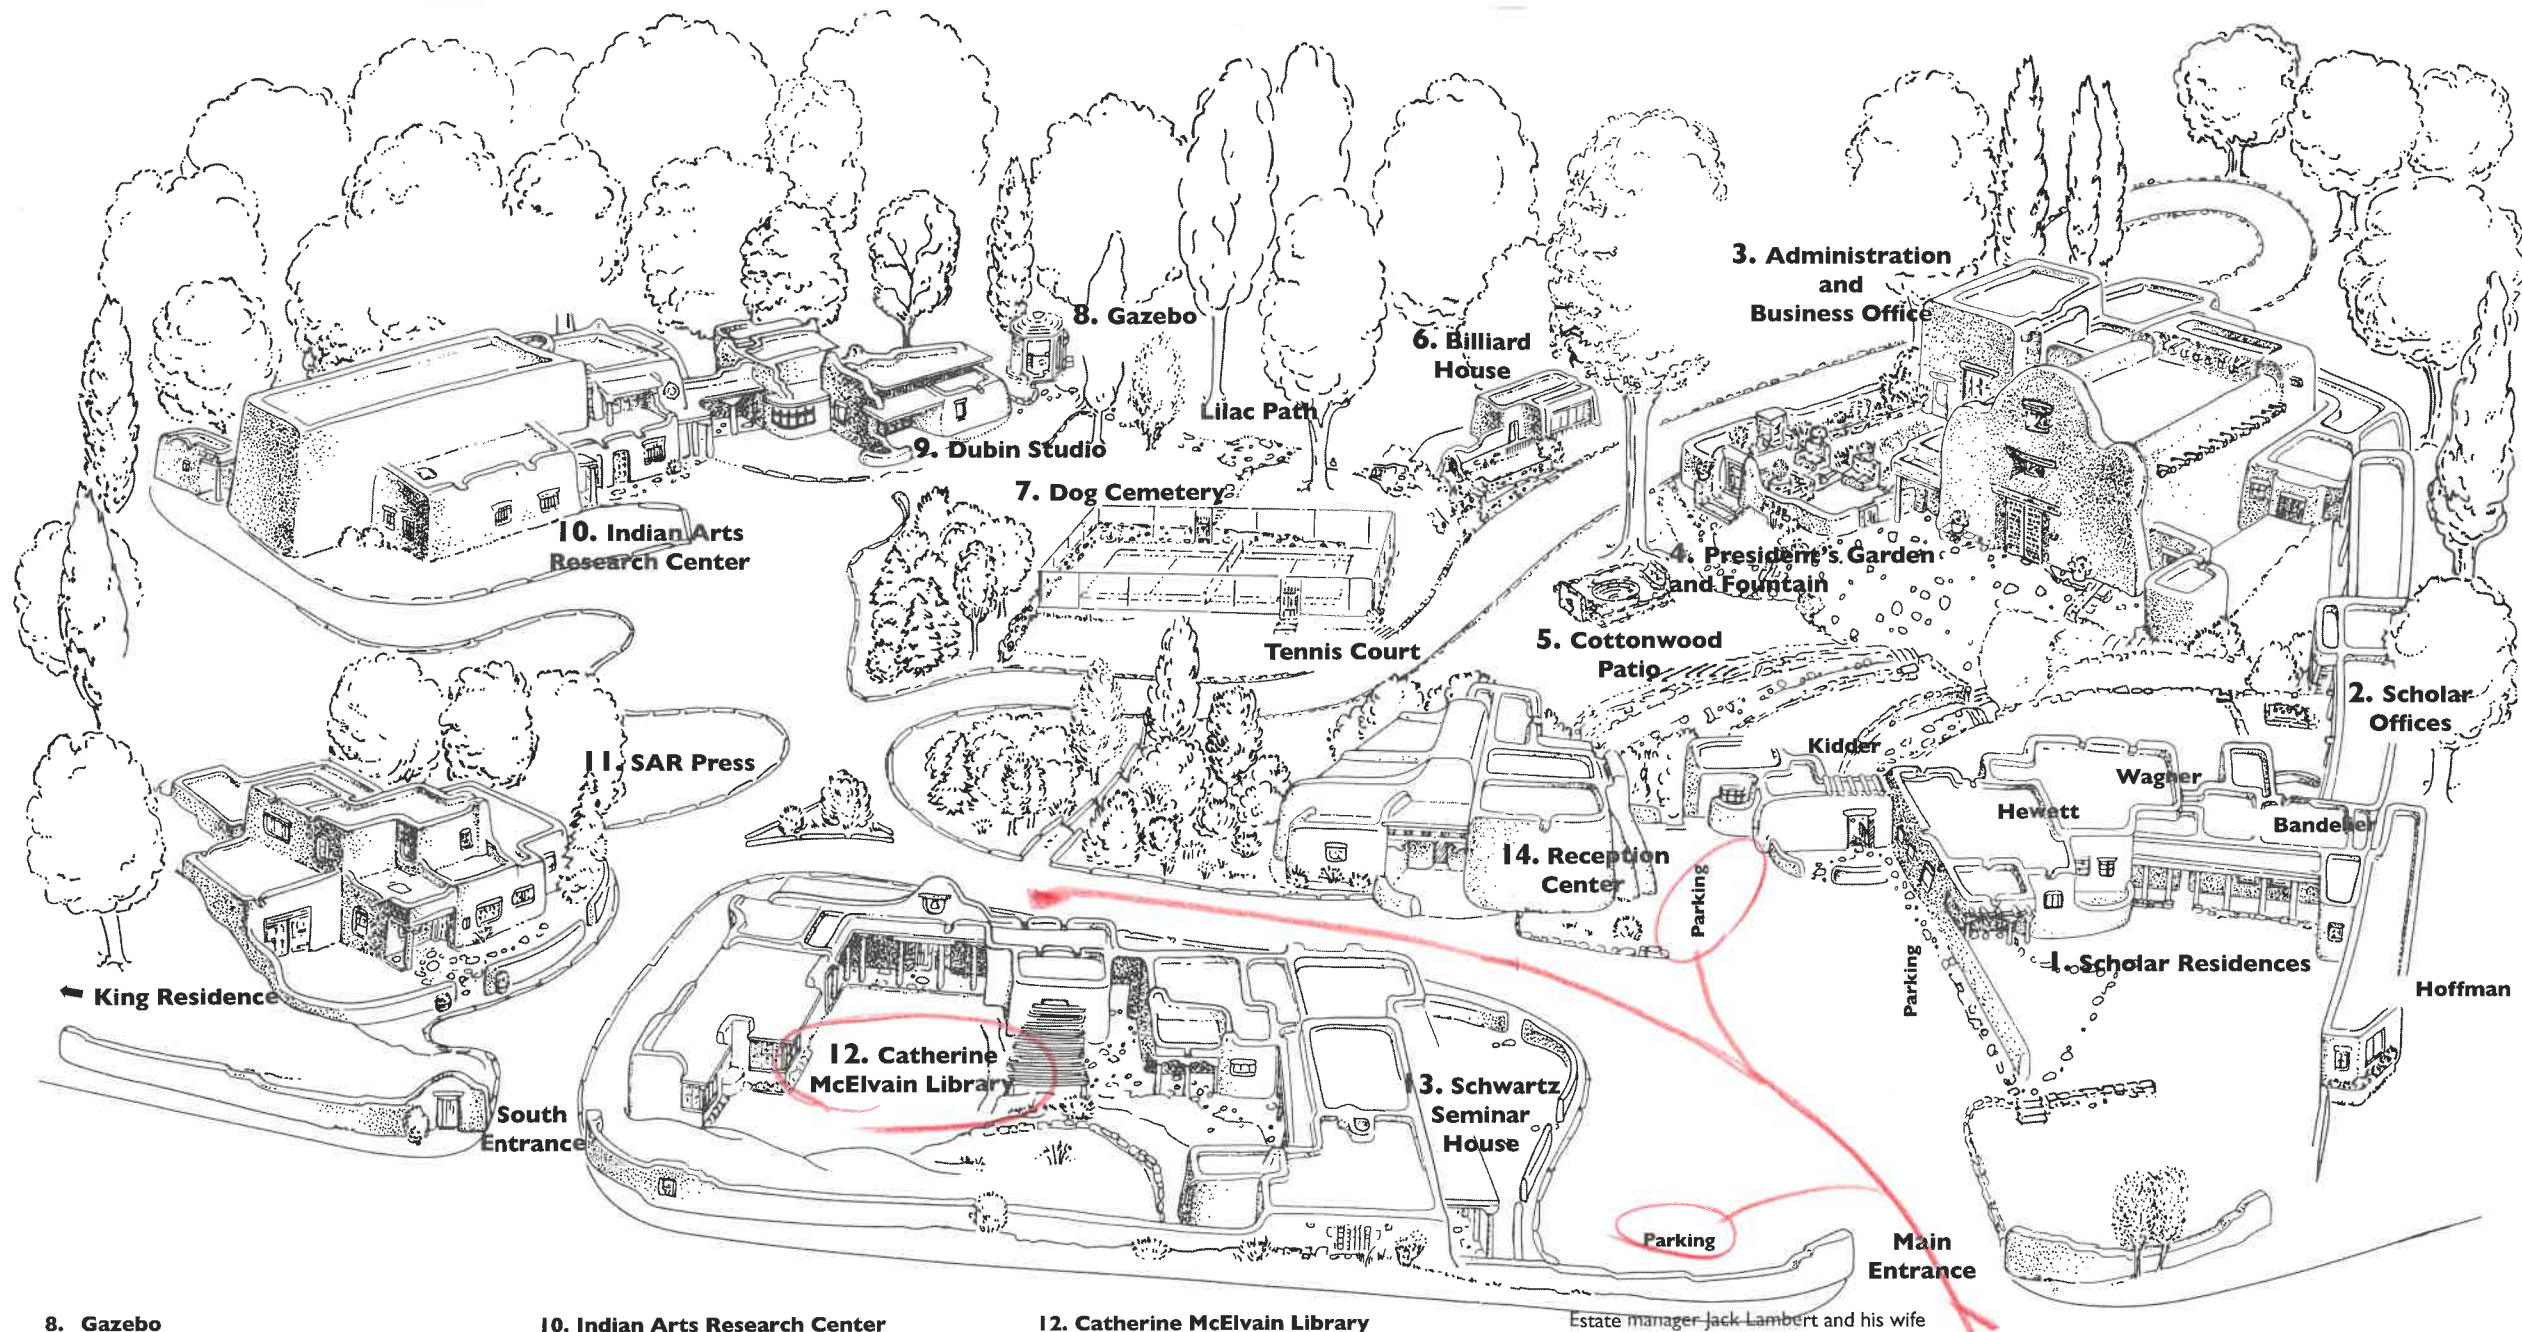 3. Administration
and
Business Office
8. Gazebo
6. Billiard
House
Lilac Path
9. Dubin Studio
7. Dog Cemetery
10. Indian Arts
Research Center
4. President's Garden
and Fountain
5. Cottonwood
Patio
Tennis Court
2. Scholar
Offices
11. SAR Press
Kidder
Wagner
Hewett
Bandelier
14. Reception
Center
Parking
Parking
1. Scholar Residences
Hoffman
King Residence
12. Catherine
McElvain Library
13. Schwartz
Seminar
House
South
Entrance
Parking
Main
Entrance
8. Gazebo
10. Indian Arts Research Center
12. Catherine McElvain Library
Estate manager Jack Lambert and his wife